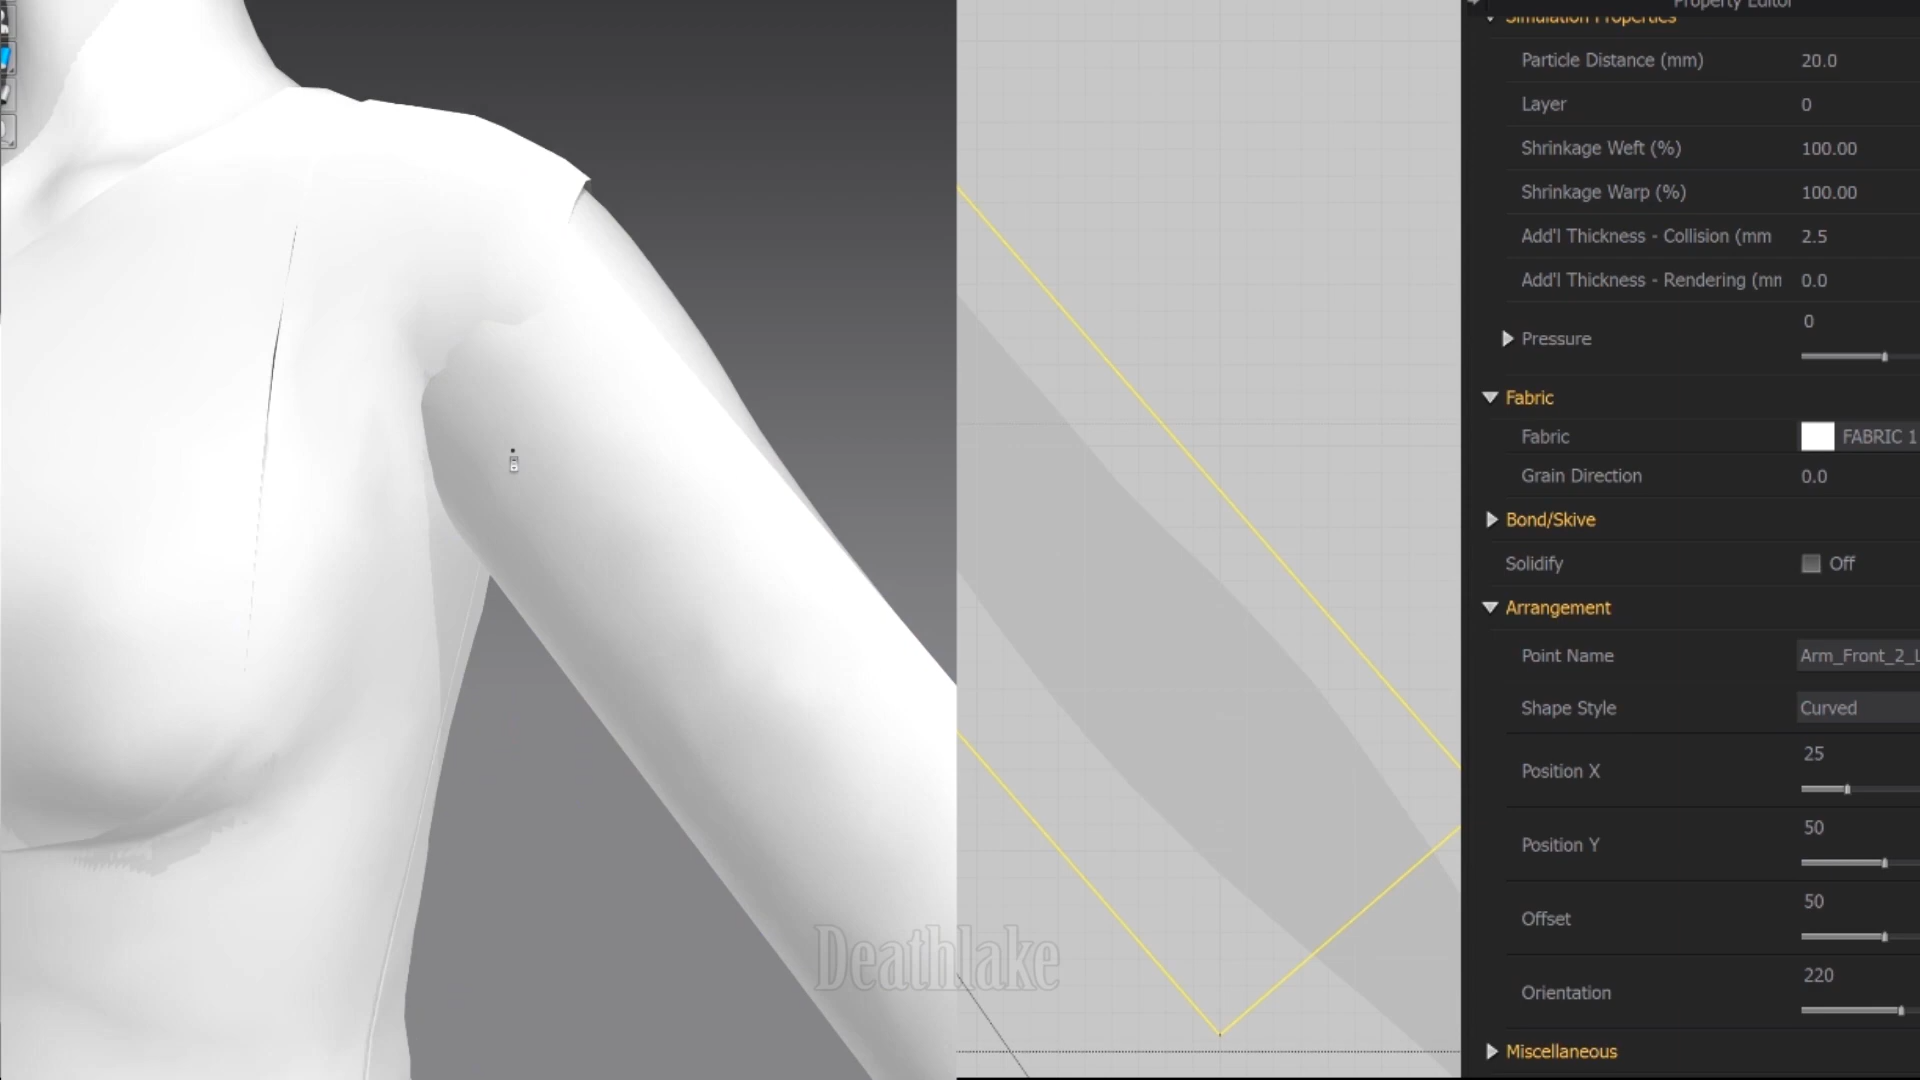 Property Editor
Simulation Properties
Particle Distance (mm) 20.0
Layer 0
Shrinkage Weft (%) 100.00
Shrinkage Warp (%) 100.00
Add'l Thickness - Collision (mm 2.5
Add'l Thickness - Rendering (mm 0.0
0
Pressure
Fabric
Fabric FABRIC 1
Grain Direction 0.0
Bond/Skive
Solidify Off
Arrangement
Point Name Arm_Front_2_L
Shape Style Curved
25
Position X
50
Position Y
50
Offset
220
Orientation
Miscellaneous
Deathlake